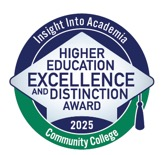 Insight Into Academia
HIGHER
EDUCATION
EXCELLENCE
AND DISTINCTION
AWARD
2025
Community College